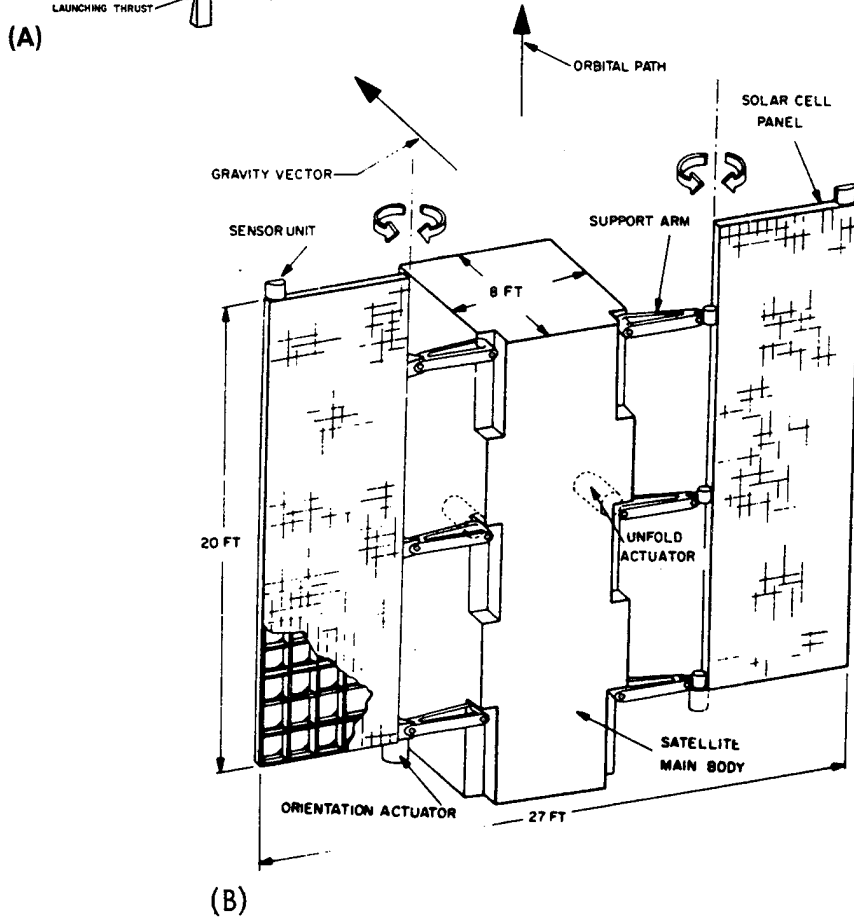 LAUNCHING THRUST
(A)
ORBITAL PATH
SOLAR CELL
PANEL
GRAVITY VECTOR
SENSOR UNIT
SUPPORT ARM
8 FT
20 FT
UNFOLD
ACTUATOR
SATELLITE
MAIN BODY
ORIENTATION ACTUATOR
27 FT
(B)